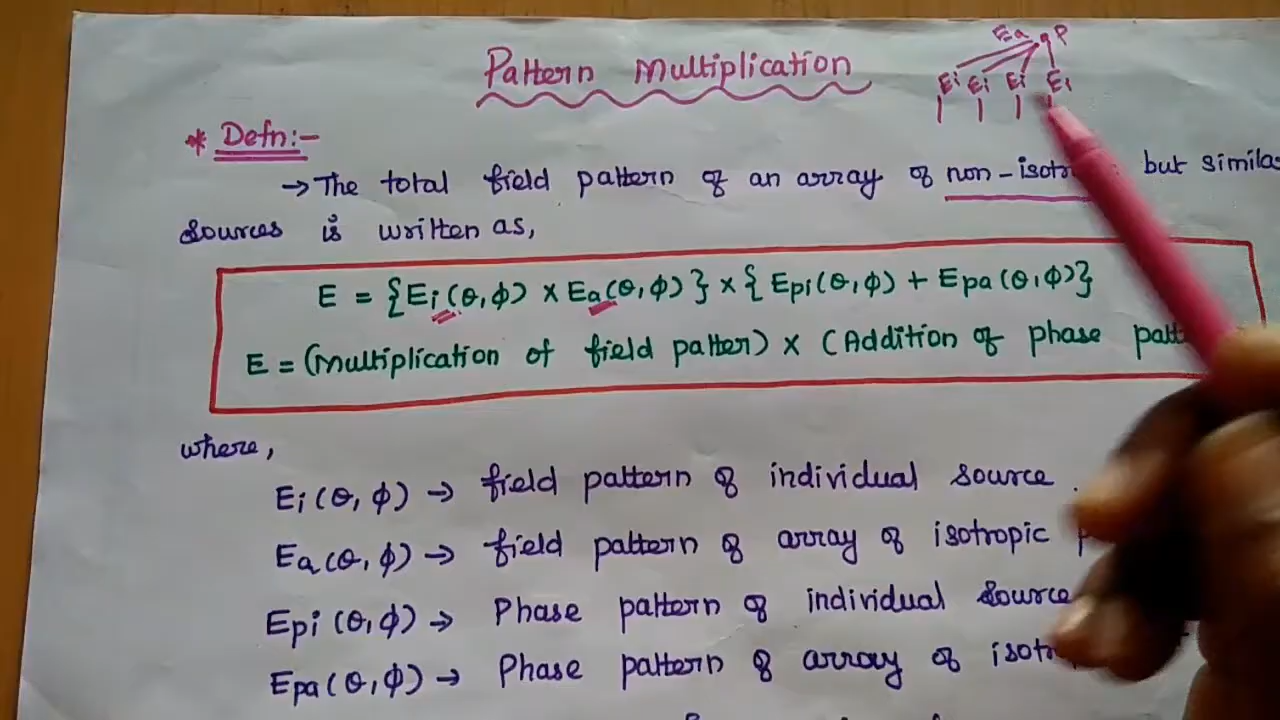 Pattern Multiplication
Ea P
Ei Ei Ei Ei
* Defn:-
→ The total field pattern of an array of non-isotr but similar
sources is written as,
E = {Ei(θ,ϕ) × Ea(θ,ϕ)} × {Epi(θ,ϕ) + Epa(θ,ϕ)}
E = (Multiplication of field patter) × (Addition of phase patt
where,
Ei(θ,ϕ) → field pattern of individual source.
Ea(θ,ϕ) → field pattern of array of isotropic
Epi(θ,ϕ) → Phase pattern of individual source
Epa(θ,ϕ) → Phase pattern of array of isotr